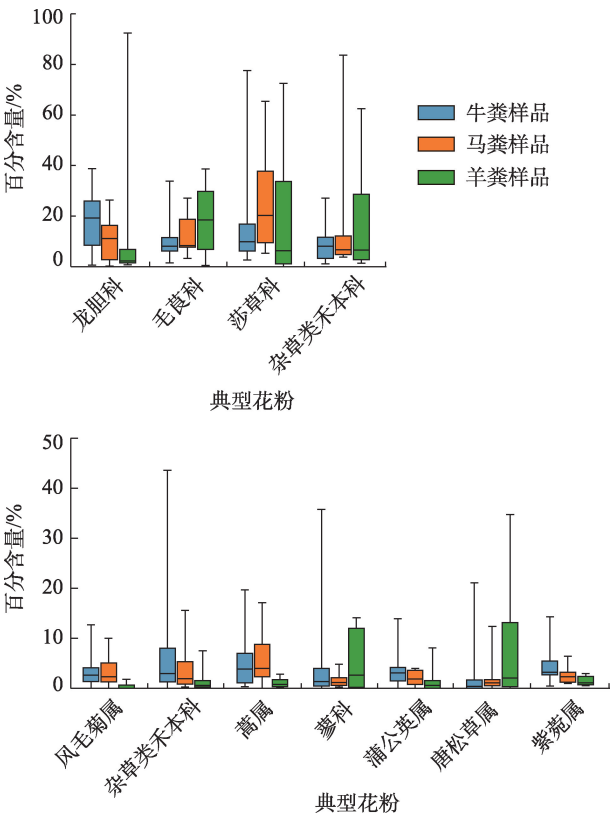 100
80
60
40
20
0
百分含量/%
牛粪样品
马粪样品
羊粪样品
龙胆科
毛茛科
莎草科
杂草类禾本科
典型花粉
50
40
30
20
10
0
百分含量/%
风毛菊属
杂草类禾本科
蒿属
蓼科
蒲公英属
唐松草属
紫菀属
典型花粉